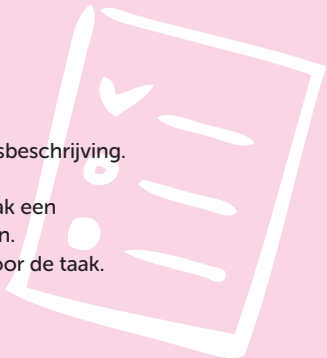 sbeschrijving.
ak een
n.
oor de taak.